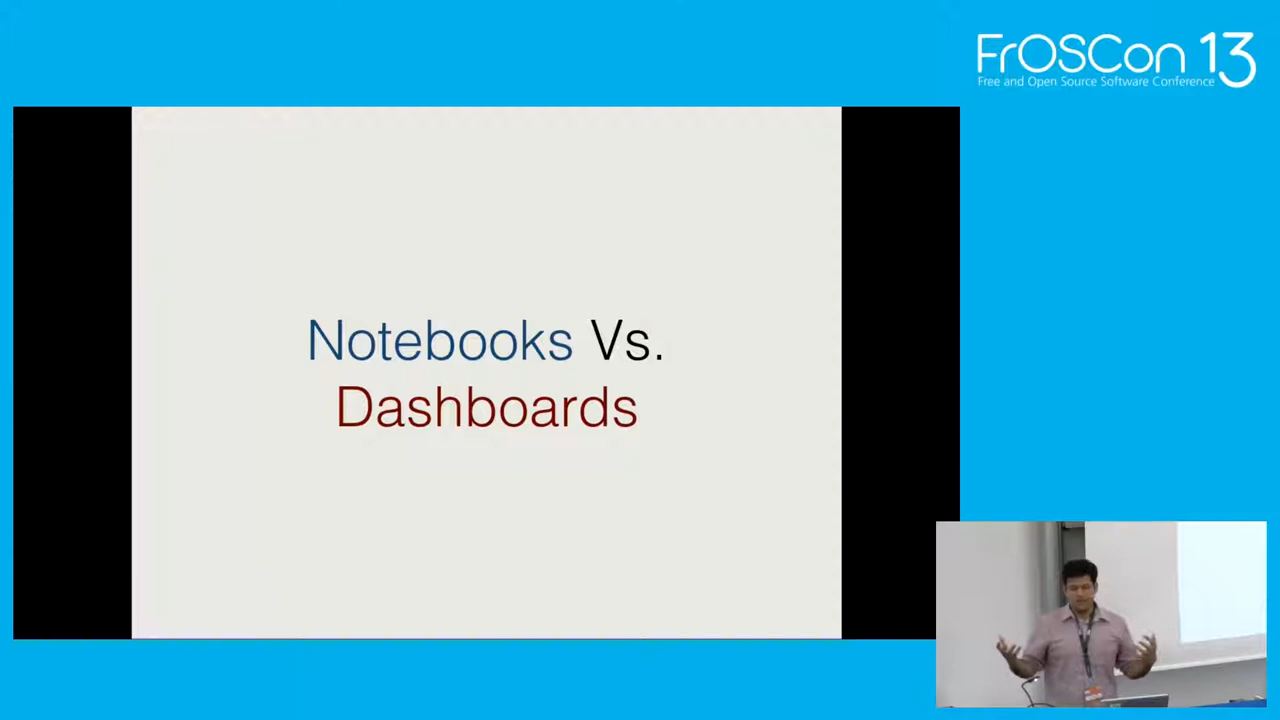 FrOSCon 13
Free and Open Source Software Conference
Notebooks Vs.
Dashboards